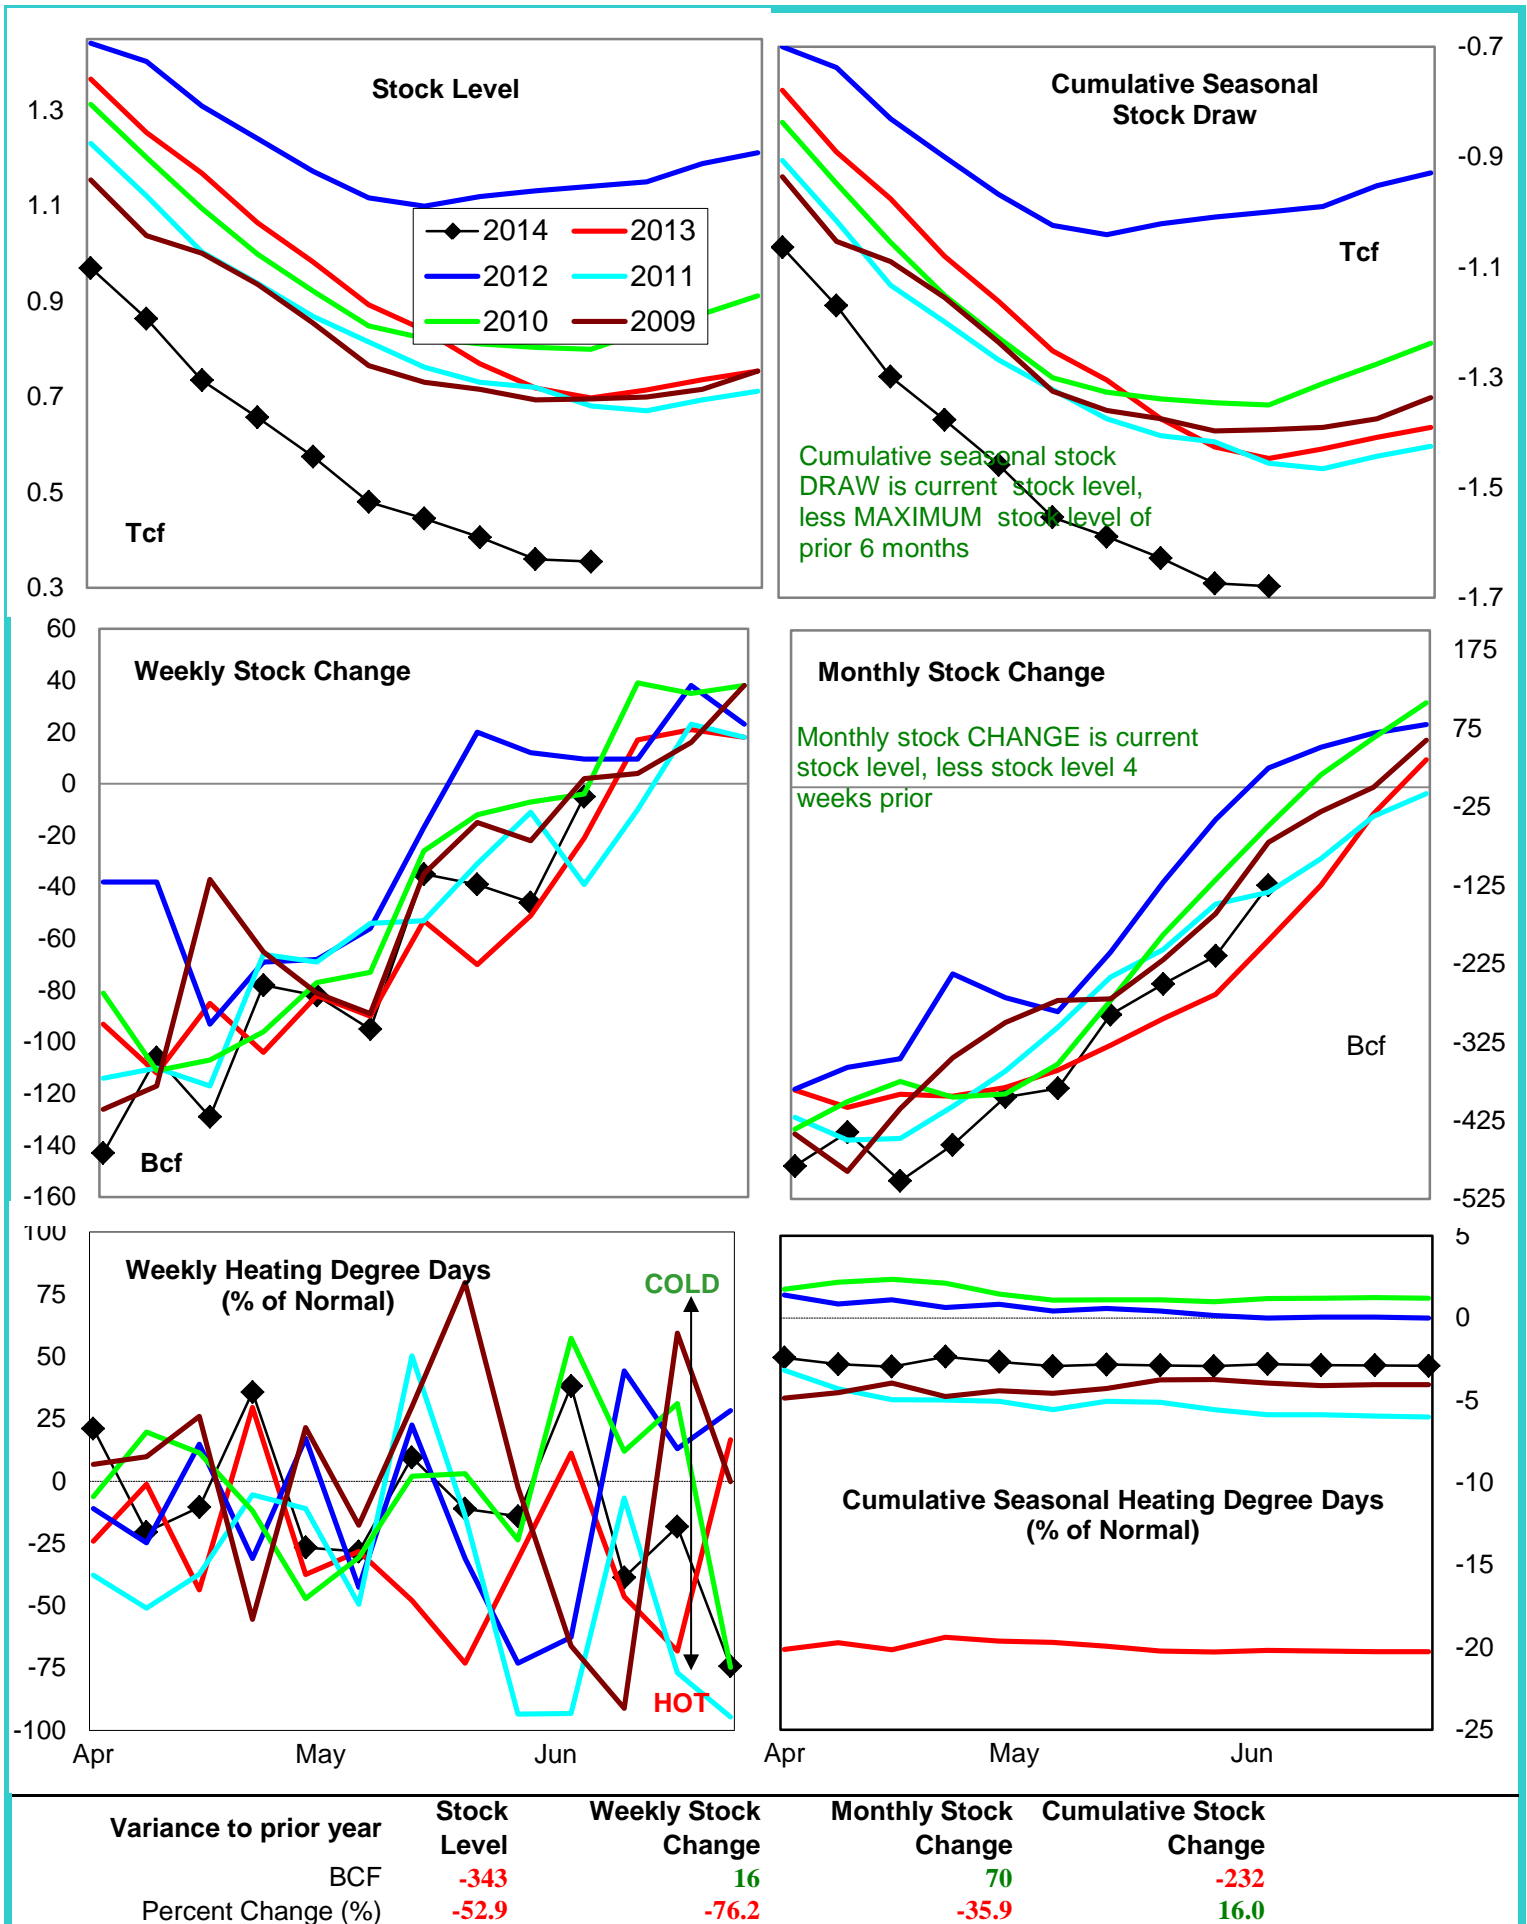 Stock Level
1.3
1.1
0.9
0.7
0.5
0.3
2014
2013
2012
2011
2010
2009
Tcf
Cumulative Seasonal
Stock Draw
-0.7
-0.9
-1.1
-1.3
-1.5
-1.7
Tcf
Cumulative seasonal stock
DRAW is current stock level,
less MAXIMUM stock level of
prior 6 months
Weekly Stock Change
60
40
20
0
-20
-40
-60
-80
-100
-120
-140
-160
Bcf
Monthly Stock Change
Monthly stock CHANGE is current
stock level, less stock level 4
weeks prior
175
75
-25
-125
-225
-325
-425
-525
Bcf
Weekly Heating Degree Days
(% of Normal)
100
75
50
25
0
-25
-50
-75
-100
COLD
HOT
Apr
May
Jun
5
0
-5
-10
-15
-20
-25
Cumulative Seasonal Heating Degree Days
(% of Normal)
Apr
May
Jun
Variance to prior year
Stock
Level
Weekly Stock
Change
Monthly Stock
Change
Cumulative Stock
Change
BCF -343 16 70 -232
Percent Change (%) -52.9 -76.2 -35.9 16.0